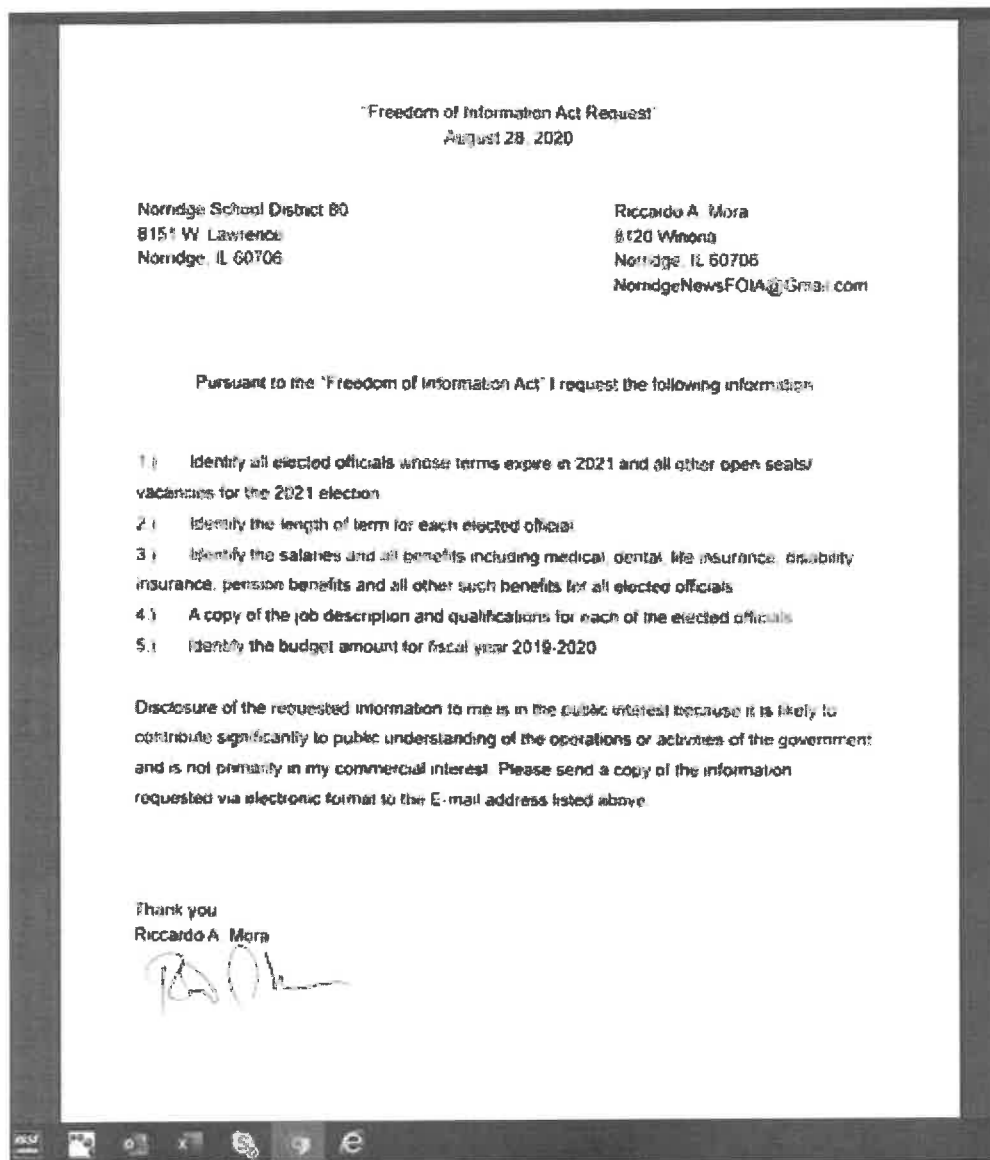 "Freedom of Information Act Request"
August 28, 2020
Norridge School District 80
8151 W. Lawrence
Norridge, IL 60706
Riccardo A. Mora
8120 Winona
Norridge, IL 60706
NorridgeNewsFOIA@Gmail.com
Pursuant to the "Freedom of Information Act" I request the following information
1.) Identify all elected officials whose terms expire in 2021 and all other open seats/
vacancies for the 2021 election
2.) Identify the length of term for each elected official
3.) Identify the salaries and all benefits including medical, dental, life insurance, disability
insurance, pension benefits and all other such benefits for all elected officials
4.) A copy of the job description and qualifications for each of the elected officials
5.) Identify the budget amount for fiscal year 2019-2020
Disclosure of the requested information to me is in the public interest because it is likely to
contribute significantly to public understanding of the operations or activities of the government
and is not primarily in my commercial interest. Please send a copy of the information
requested via electronic format to the E-mail address listed above
Thank you
Riccardo A. Mora